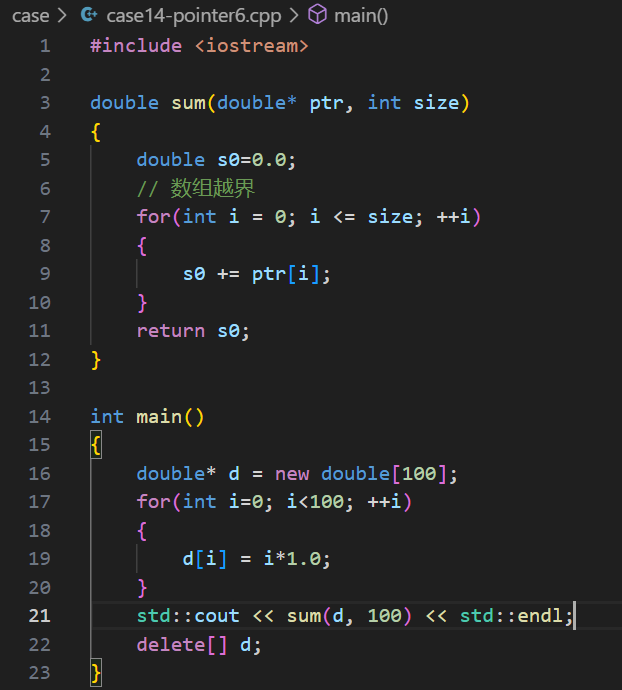 case > case14-pointer6.cpp > main()
1 #include <iostream>
2
3 double sum(double* ptr, int size)
4 {
5     double s0=0.0;
6     // 数组越界
7     for(int i = 0; i <= size; ++i)
8     {
9         s0 += ptr[i];
10     }
11     return s0;
12 }
13
14 int main()
15 {
16     double* d = new double[100];
17     for(int i=0; i<100; ++i)
18     {
19         d[i] = i*1.0;
20     }
21     std::cout << sum(d, 100) << std::endl;
22     delete[] d;
23 }